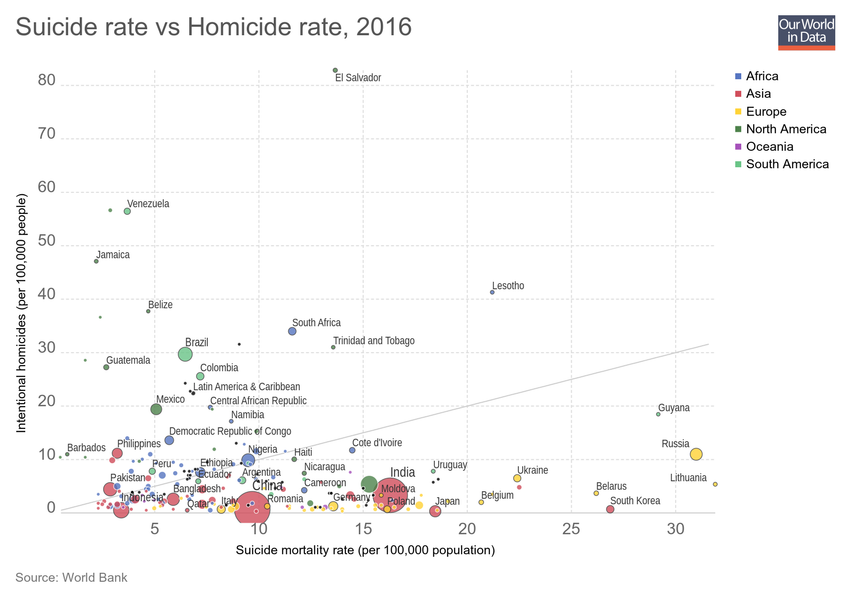 Suicide rate vs Homicide rate, 2016
Our World
in Data
El Salvador
80
70
60
50
40
30
20
10
0
Intentional homicides (per 100,000 people)
Africa
Asia
Europe
North America
Oceania
South America
Venezuela
Jamaica
Lesotho
Belize
South Africa
Trinidad and Tobago
Brazil
Guatemala
Colombia
Latin America & Caribbean
Mexico
Central African Republic
Guyana
Namibia
Democratic Republic of Congo
Barbados
Philippines
Nigeria
Haiti
Cote d'Ivoire
Russia
Peru
Ethiopia
Ecuador
Argentina
Nicaragua
India
Uruguay
Ukraine
Lithuania
Pakistan
Bangladesh
China
Cameroon
Moldova
Indonesia
Qatar
Italy
Romania
Germany
Poland
Japan
Belgium
Belarus
South Korea
5
10
15
20
25
30
Suicide mortality rate (per 100,000 population)
Source: World Bank